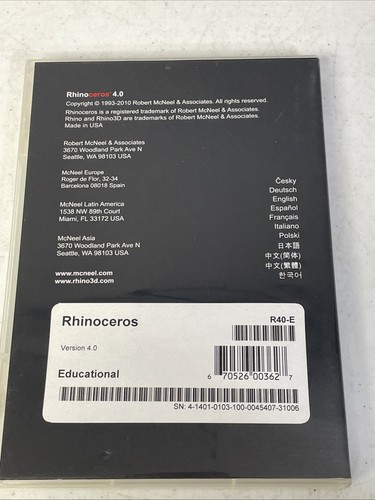 Rhinoceros® 4.0
Copyright © 1993-2010 Robert McNeel & Associates. All rights reserved.
Rhinoceros is a registered trademark of Robert McNeel & Associates.
Rhino and Rhino3D are trademarks of Robert McNeel & Associates.
Made in USA
Robert McNeel & Associates
3670 Woodland Park Ave N
Seattle, WA 98103 USA
McNeel Europe
Roger de Flor, 32-34
Barcelona 08018 Spain
McNeel Latin America
1538 NW 89th Court
Miami, FL 33172 USA
McNeel Asia
3670 Woodland Park Ave N
Seattle, WA 98103 USA
www.mcneel.com
www.rhino3d.com
Česky
Deutsch
English
Español
Français
Italiano
Polski
日本語
中文(简体)
中文(繁體)
한국어
Rhinoceros
R40-E
Version 4.0
Educational
6 70526 00362 7
SN: 4-1401-0103-100-0045407-31006